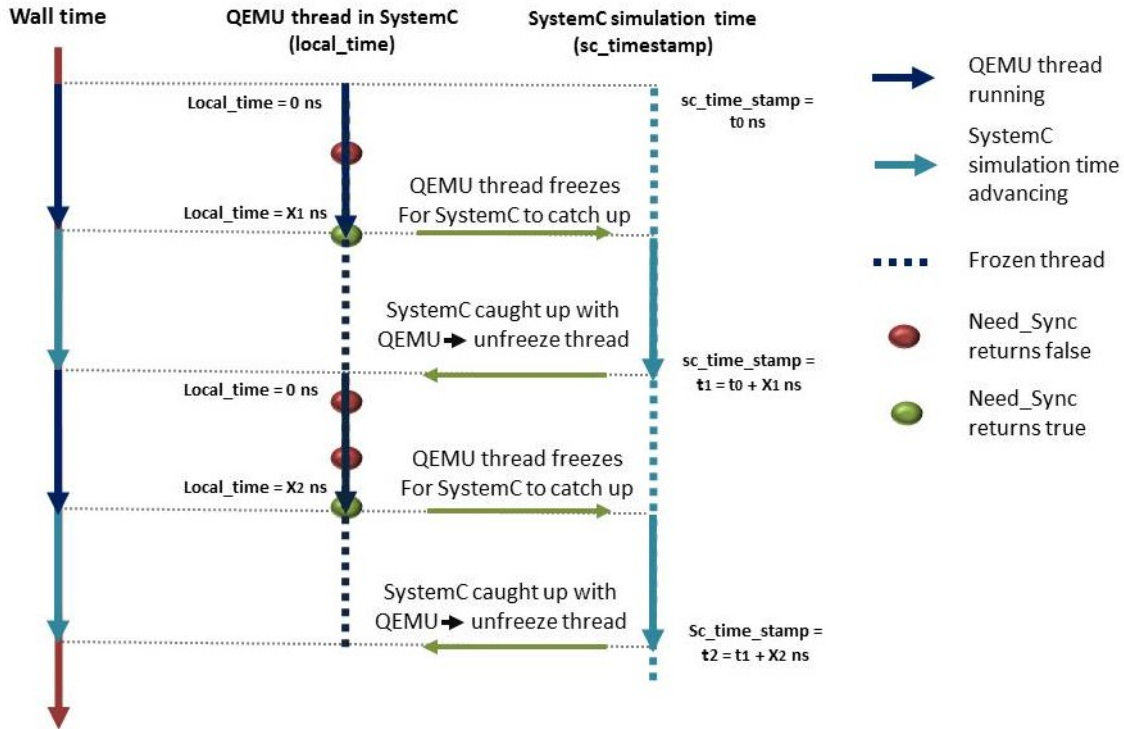 Wall time
QEMU thread in SystemC
(local_time)
SystemC simulation time
(sc_timestamp)
Local_time = 0 ns
sc_time_stamp =
t0 ns
QEMU thread freezes
For SystemC to catch up
Local_time = X1 ns
SystemC caught up with
QEMU → unfreeze thread
sc_time_stamp =
t1 = t0 + X1 ns
Local_time = 0 ns
QEMU thread freezes
For SystemC to catch up
Local_time = X2 ns
SystemC caught up with
QEMU → unfreeze thread
Sc_time_stamp =
t2 = t1 + X2 ns
QEMU thread
running
SystemC
simulation time
advancing
Frozen thread
Need_Sync
returns false
Need_Sync
returns true